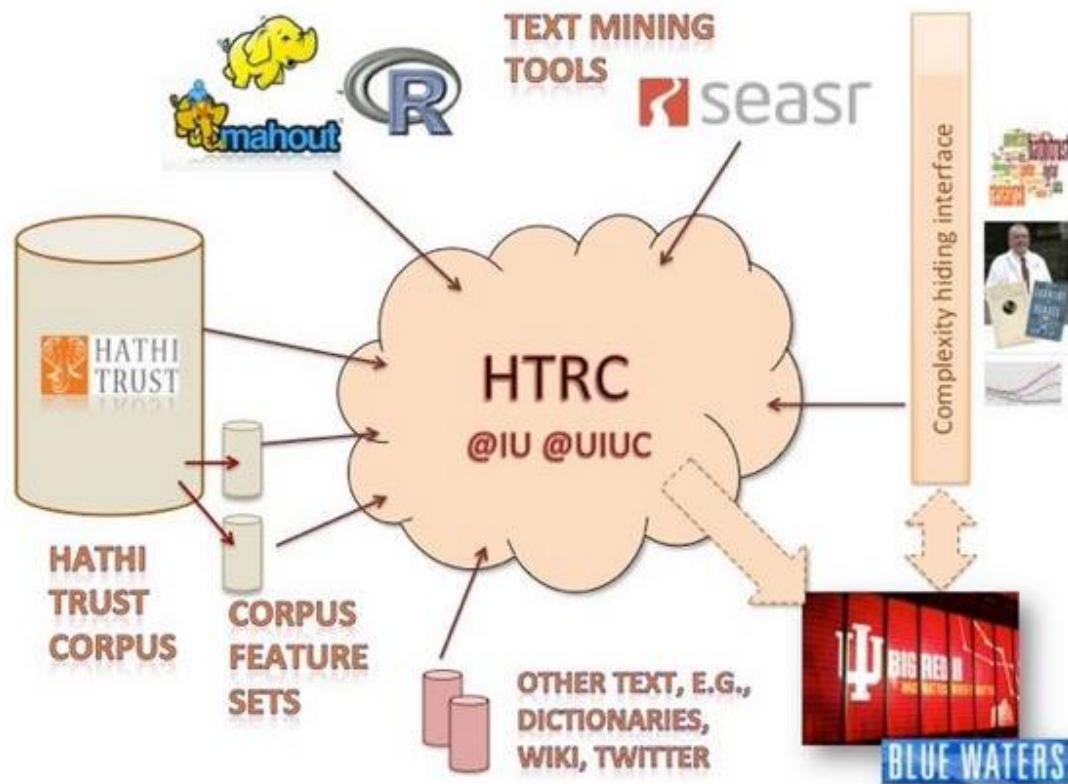 TEXT MINING
TOOLS
mahout
R
seasr
Complexity hiding interface
hathitrust
HATHI
TRUST
HTRC
@IU @UIUC
HATHI
TRUST
CORPUS
CORPUS
FEATURE
SETS
OTHER TEXT, E.G.,
DICTIONARIES,
WIKI, TWITTER
BIG RED II
BLUE WATERS